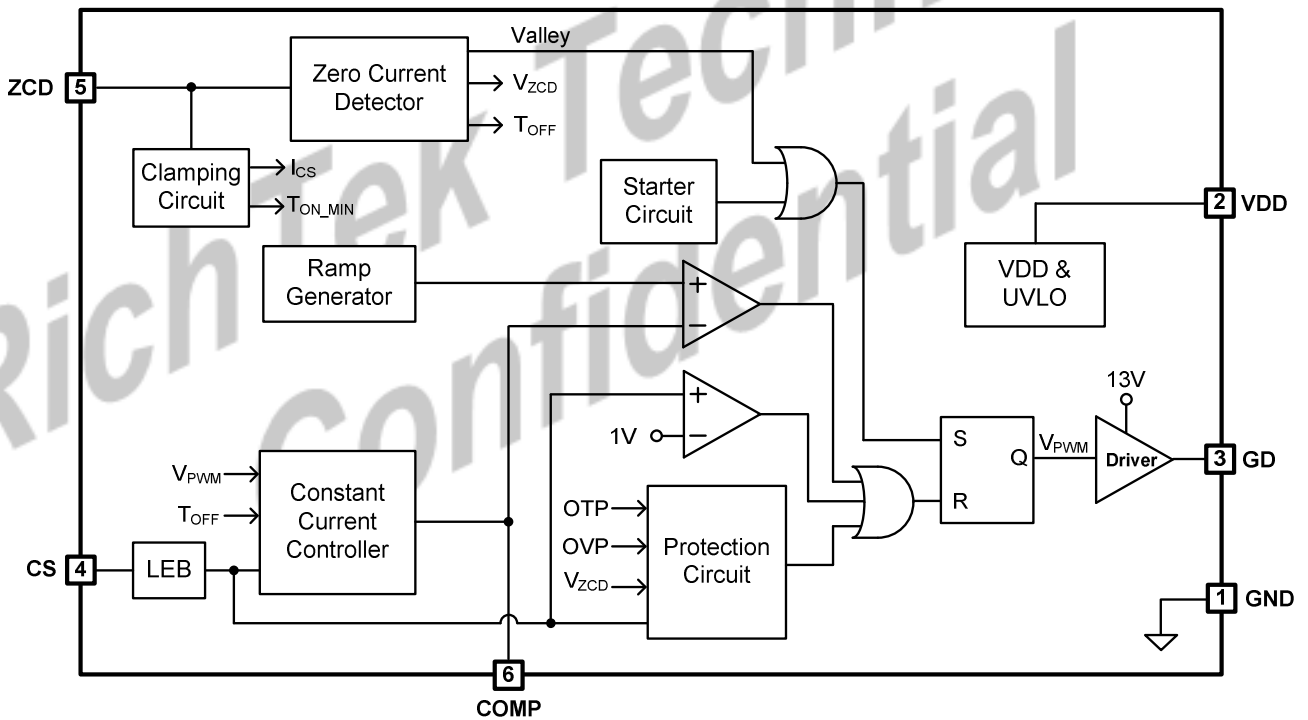 RichTek Techn
Confidential
Valley
ZCD
5
Zero Current
Detector
VZCD
TOFF
Clamping
Circuit
ICS
TON_MIN
Starter
Circuit
2
VDD
VDD &
UVLO
Ramp
Generator
+
−
13V
+
1V
−
S
Q
R
VPWM
Driver
3
GD
VPWM
TOFF
Constant
Current
Controller
OTP
OVP
VZCD
Protection
Circuit
CS
4
LEB
1
GND
6
COMP